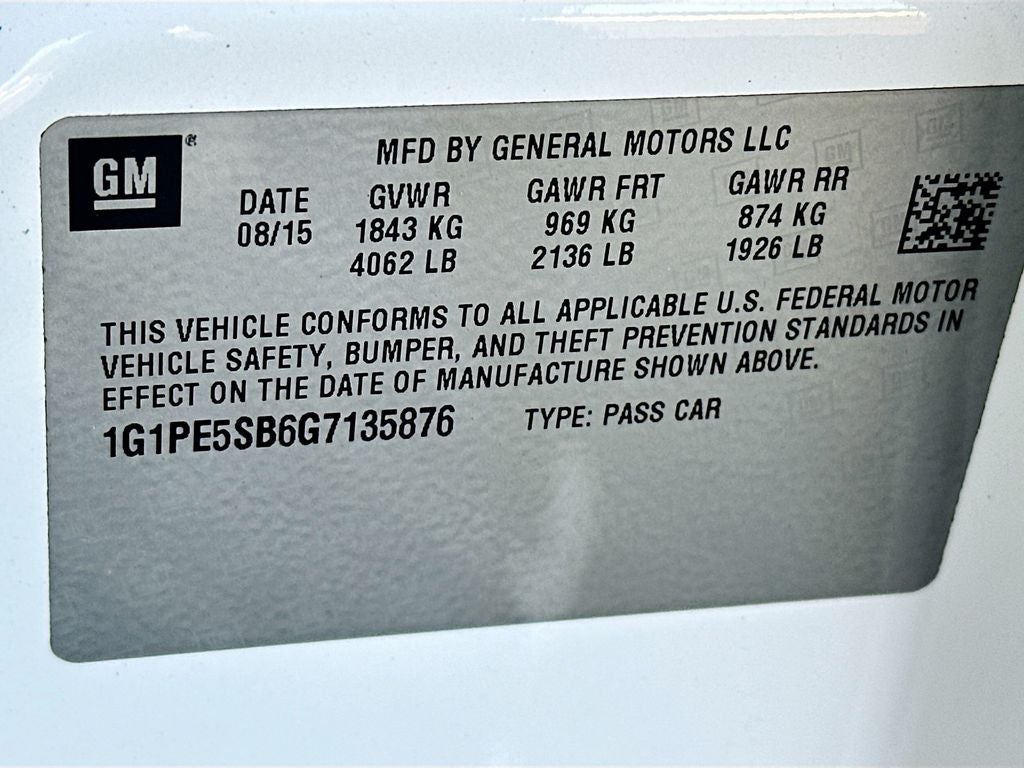 GM ®
MFD BY GENERAL MOTORS LLC
DATE GVWR GAWR FRT GAWR RR
08/15 1843 KG 969 KG 874 KG
4062 LB 2136 LB 1926 LB
THIS VEHICLE CONFORMS TO ALL APPLICABLE U.S. FEDERAL MOTOR
VEHICLE SAFETY, BUMPER, AND THEFT PREVENTION STANDARDS IN
EFFECT ON THE DATE OF MANUFACTURE SHOWN ABOVE.
1G1PE5SB6G7135876 TYPE: PASS CAR